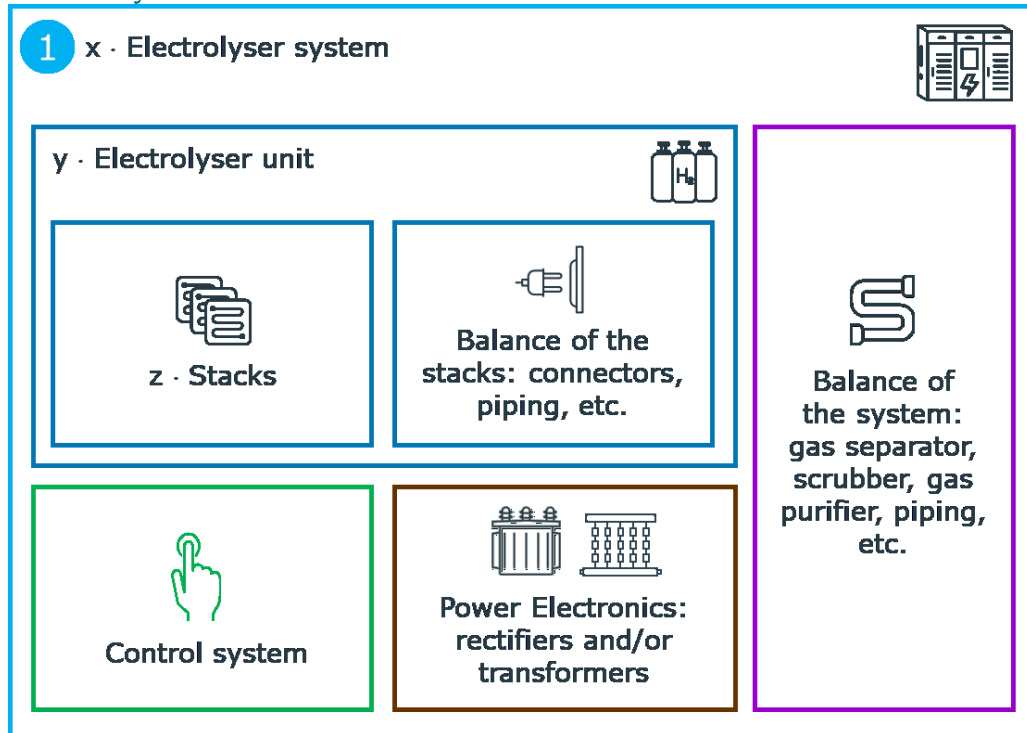 1 x · Electrolyser system
y · Electrolyser unit
H₂
z · Stacks
Balance of the
stacks: connectors,
piping, etc.
Balance of
the system:
gas separator,
scrubber, gas
purifier, piping,
etc.
Control system
Power Electronics:
rectifiers and/or
transformers